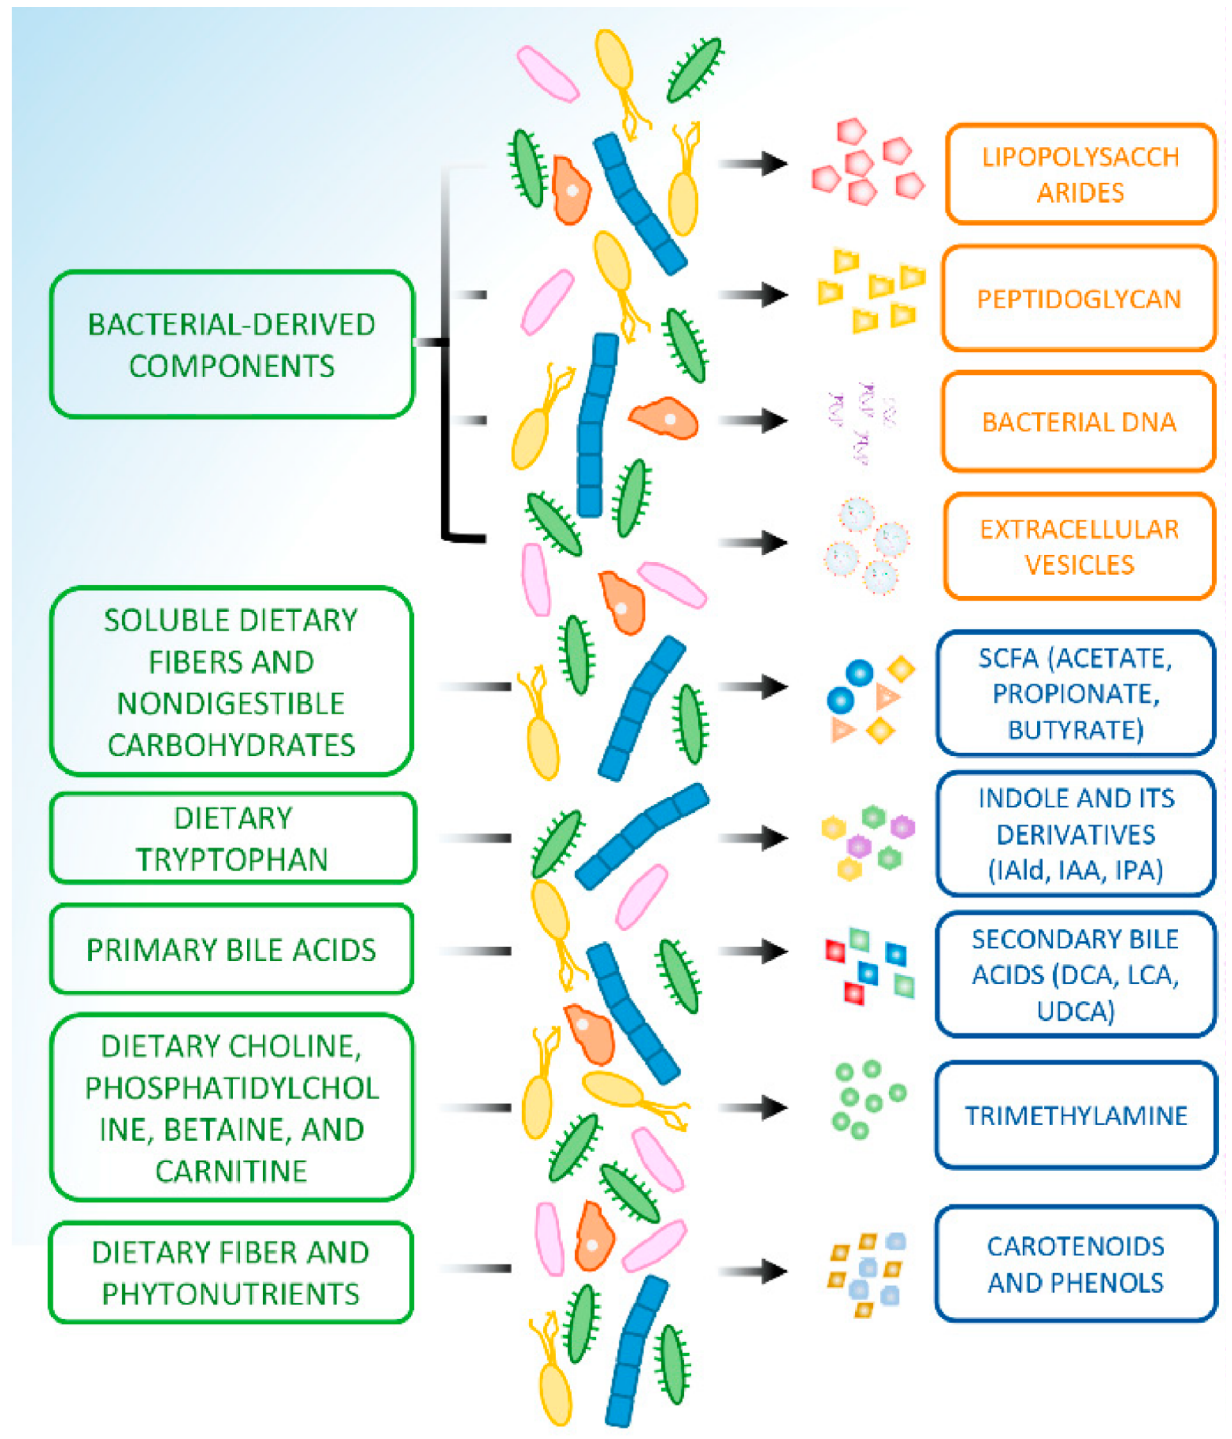 LIPOPOLYSACCH
ARIDES
PEPTIDOGLYCAN
BACTERIAL-DERIVED
COMPONENTS
BACTERIAL DNA
EXTRACELLULAR
VESICLES
SOLUBLE DIETARY
FIBERS AND
NONDIGESTIBLE
CARBOHYDRATES
SCFA (ACETATE,
PROPIONATE,
BUTYRATE)
DIETARY
TRYPTOPHAN
INDOLE AND ITS
DERIVATIVES
(IAld, IAA, IPA)
PRIMARY BILE ACIDS
SECONDARY BILE
ACIDS (DCA, LCA,
UDCA)
DIETARY CHOLINE,
PHOSPHATIDYLCHOL
INE, BETAINE, AND
CARNITINE
TRIMETHYLAMINE
DIETARY FIBER AND
PHYTONUTRIENTS
CAROTENOIDS
AND PHENOLS